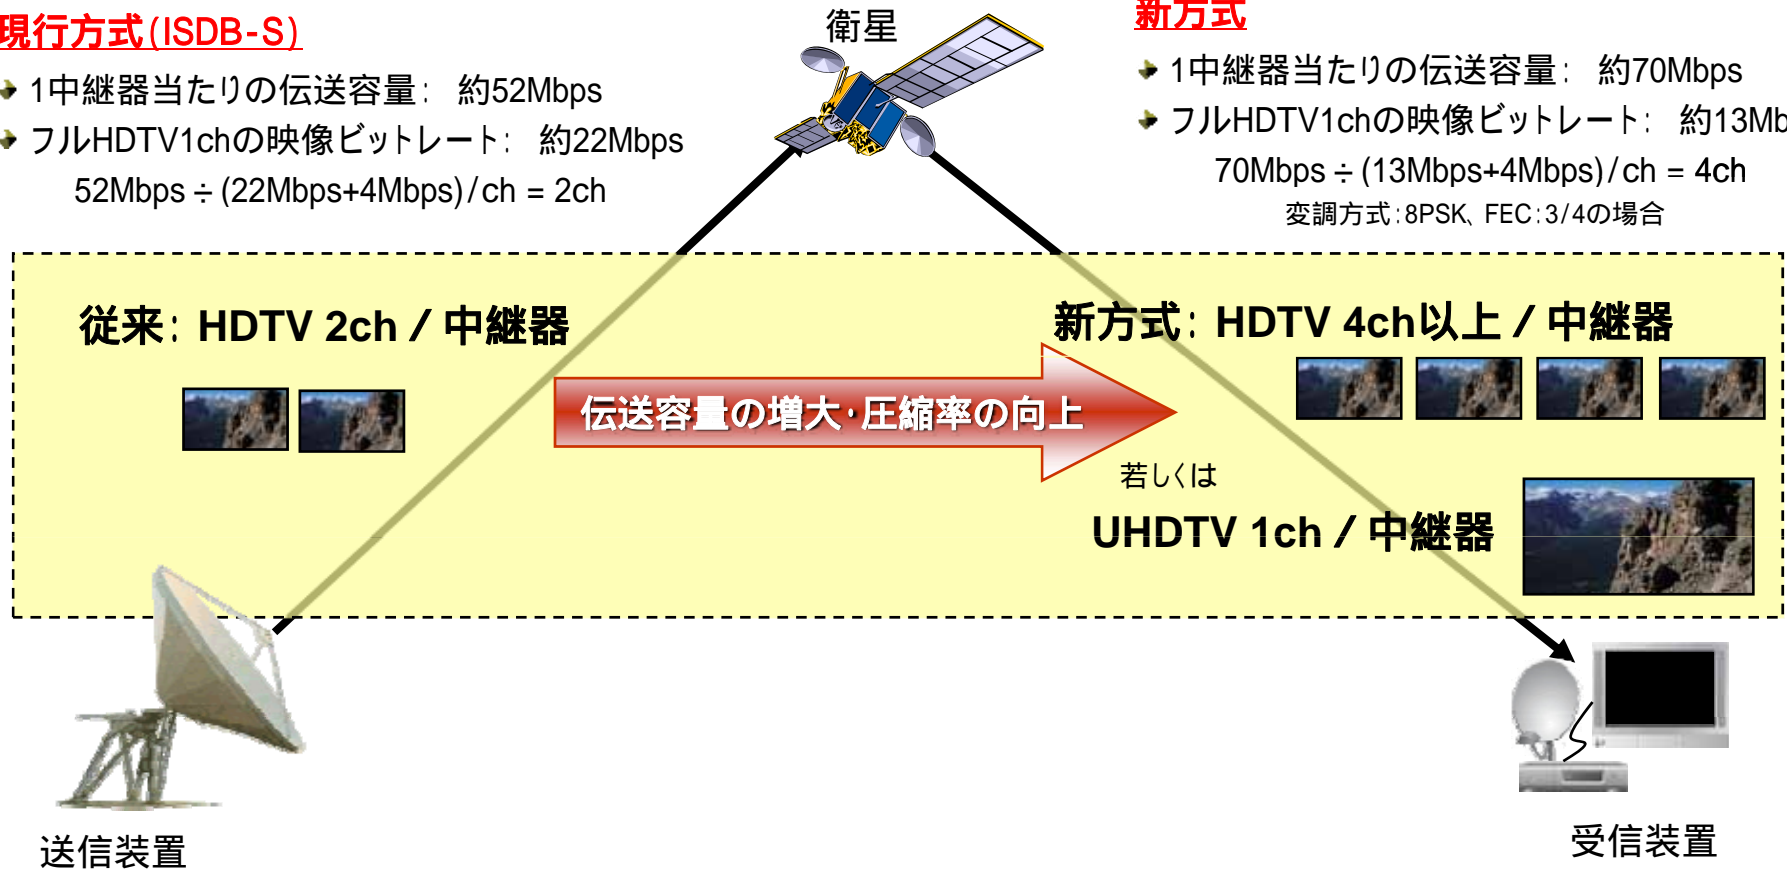 現行方式(ISDB-S)
1中継器当たりの伝送容量: 約52Mbps
フルHDTV1chの映像ビットレート: 約22Mbps
52Mbps÷(22Mbps+4Mbps)/ch = 2ch
衛星
新方式
1中継器当たりの伝送容量: 約70Mbps
フルHDTV1chの映像ビットレート: 約13Mb
70Mbps÷(13Mbps+4Mbps)/ch = 4ch
変調方式:8PSK、FEC:3/4の場合
従来: HDTV 2ch / 中継器
新方式: HDTV 4ch以上 / 中継器
伝送容量の増大・圧縮率の向上
若しくは
UHDTV 1ch / 中継器
送信装置
受信装置